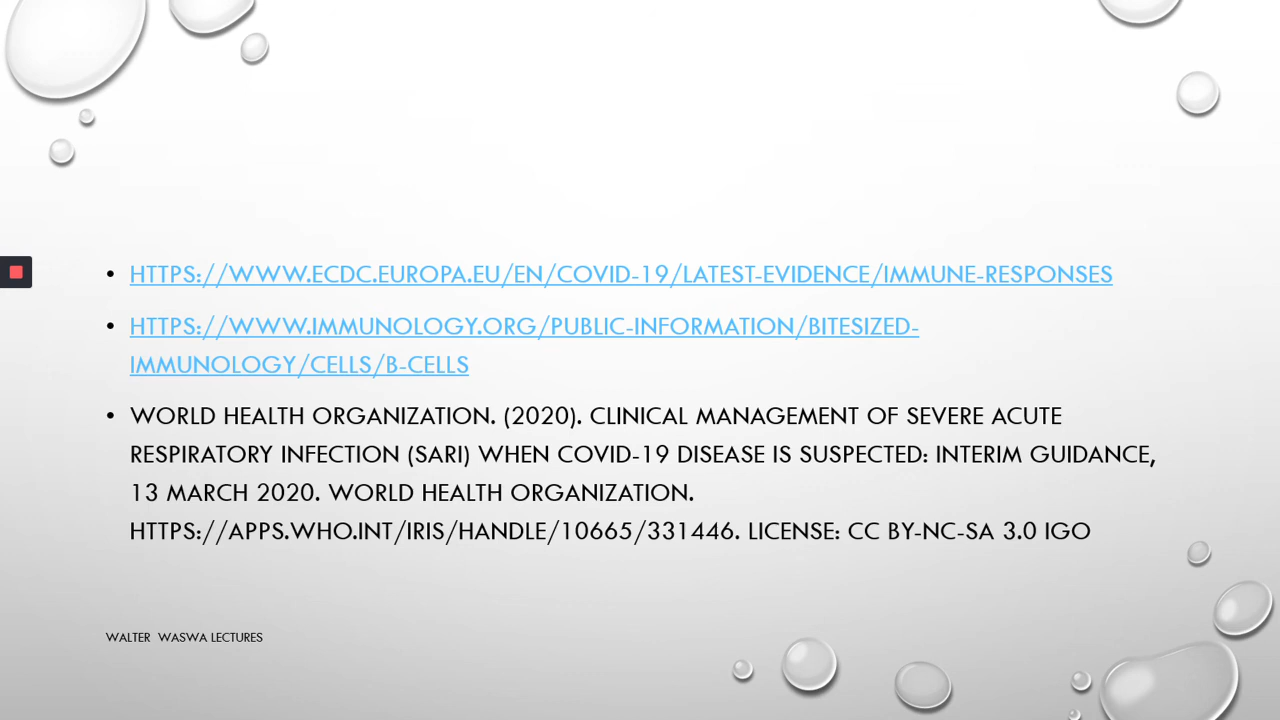 • HTTPS://WWW.ECDC.EUROPA.EU/EN/COVID-19/LATEST-EVIDENCE/IMMUNE-RESPONSES
• HTTPS://WWW.IMMUNOLOGY.ORG/PUBLIC-INFORMATION/BITESIZED-
IMMUNOLOGY/CELLS/B-CELLS
• WORLD HEALTH ORGANIZATION. (2020). CLINICAL MANAGEMENT OF SEVERE ACUTE
RESPIRATORY INFECTION (SARI) WHEN COVID-19 DISEASE IS SUSPECTED: INTERIM GUIDANCE,
13 MARCH 2020. WORLD HEALTH ORGANIZATION.
HTTPS://APPS.WHO.INT/IRIS/HANDLE/10665/331446. LICENSE: CC BY-NC-SA 3.0 IGO
WALTER WASWA LECTURES